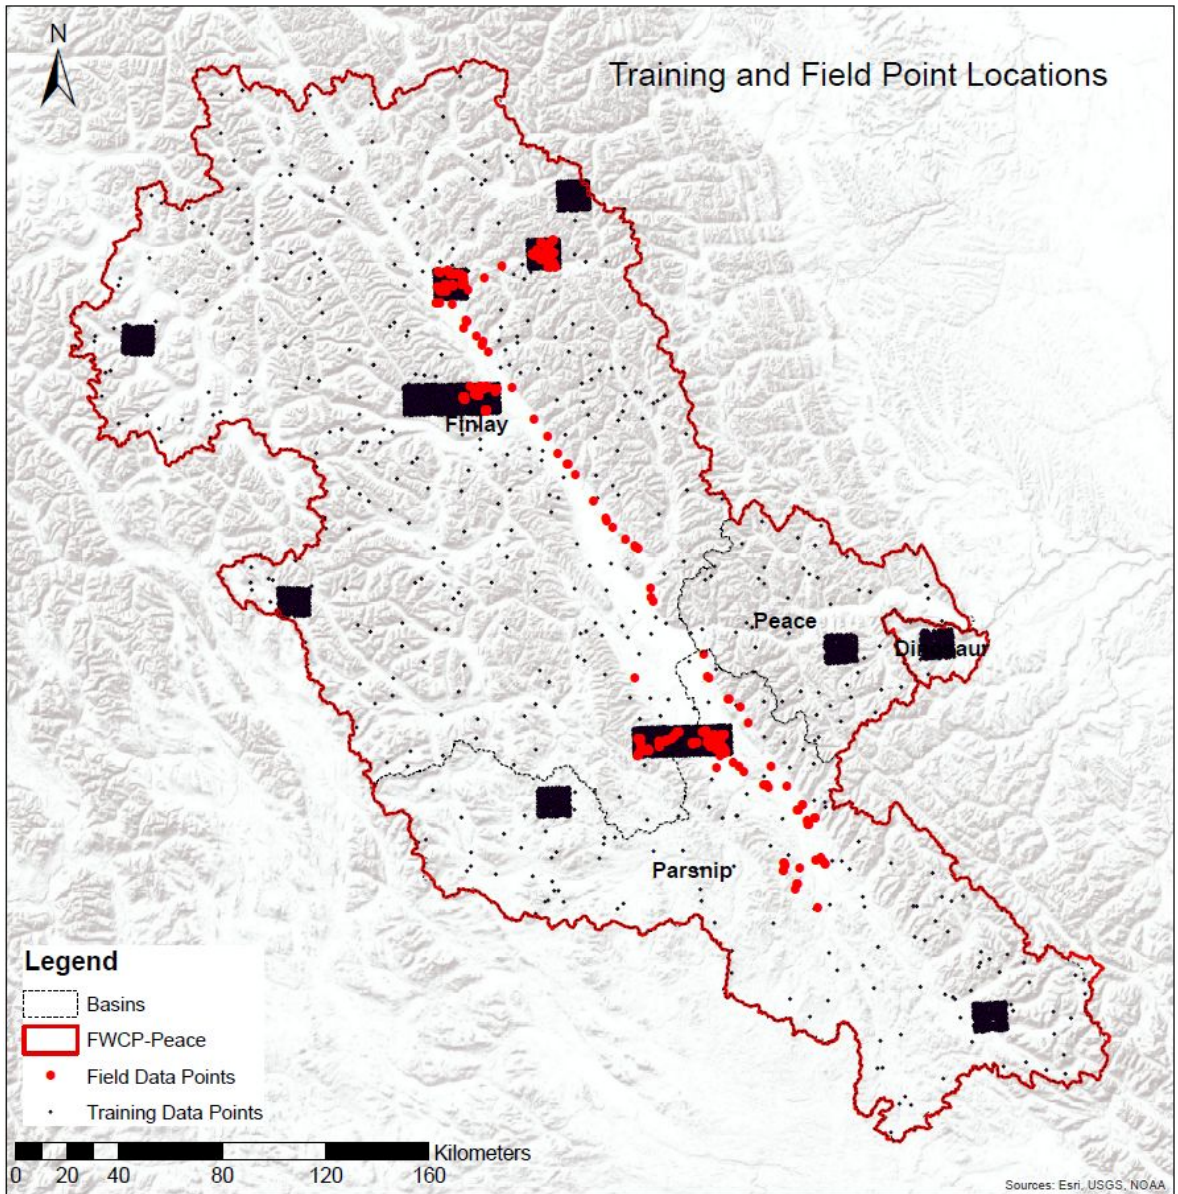 N
Training and Field Point Locations
Finlay
Peace
Dinosaur
Parsnip
Legend
Basins
FWCP-Peace
Field Data Points
Training Data Points
Kilometers
0 20 40 80 120 160
Sources: Esri, USGS, NOAA